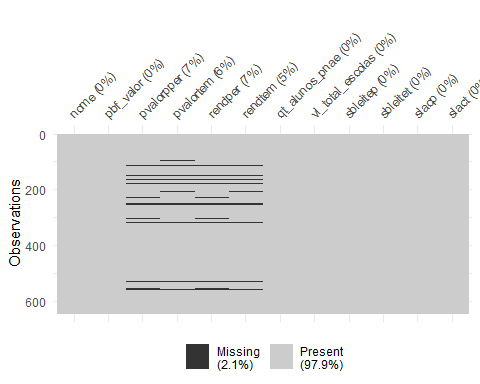 nome (0%)
pbf_valor (0%)
pvalorpper (7%)
pvalortem (6%)
rendper (7%)
rendtem (5%)
qt_alunos_pnae (0%)
vl_total_escolas (0%)
sbleitep (0%)
sbleitet (0%)
slacp (0%)
slact (0%
0
200
400
600
Observations
Missing
(2.1%)
Present
(97.9%)